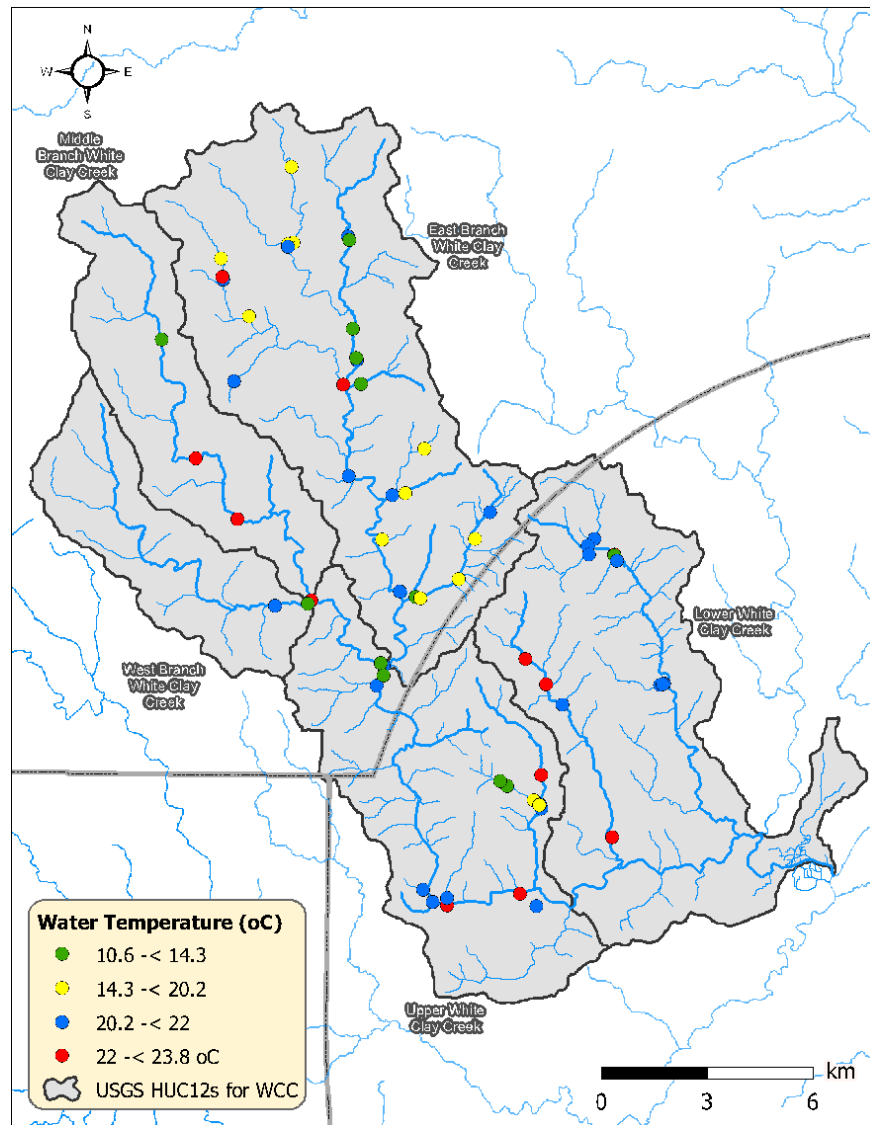 N
W E
S
Middle
Branch White
Clay Creek
East Branch
White Clay
Creek
Lower White
Clay Creek
West Branch
White Clay
Creek
Upper White
Clay Creek
Water Temperature (oC)
10.6 -< 14.3
14.3 -< 20.2
20.2 -< 22
22 -< 23.8 oC
USGS HUC12s for WCC
km
0 3 6